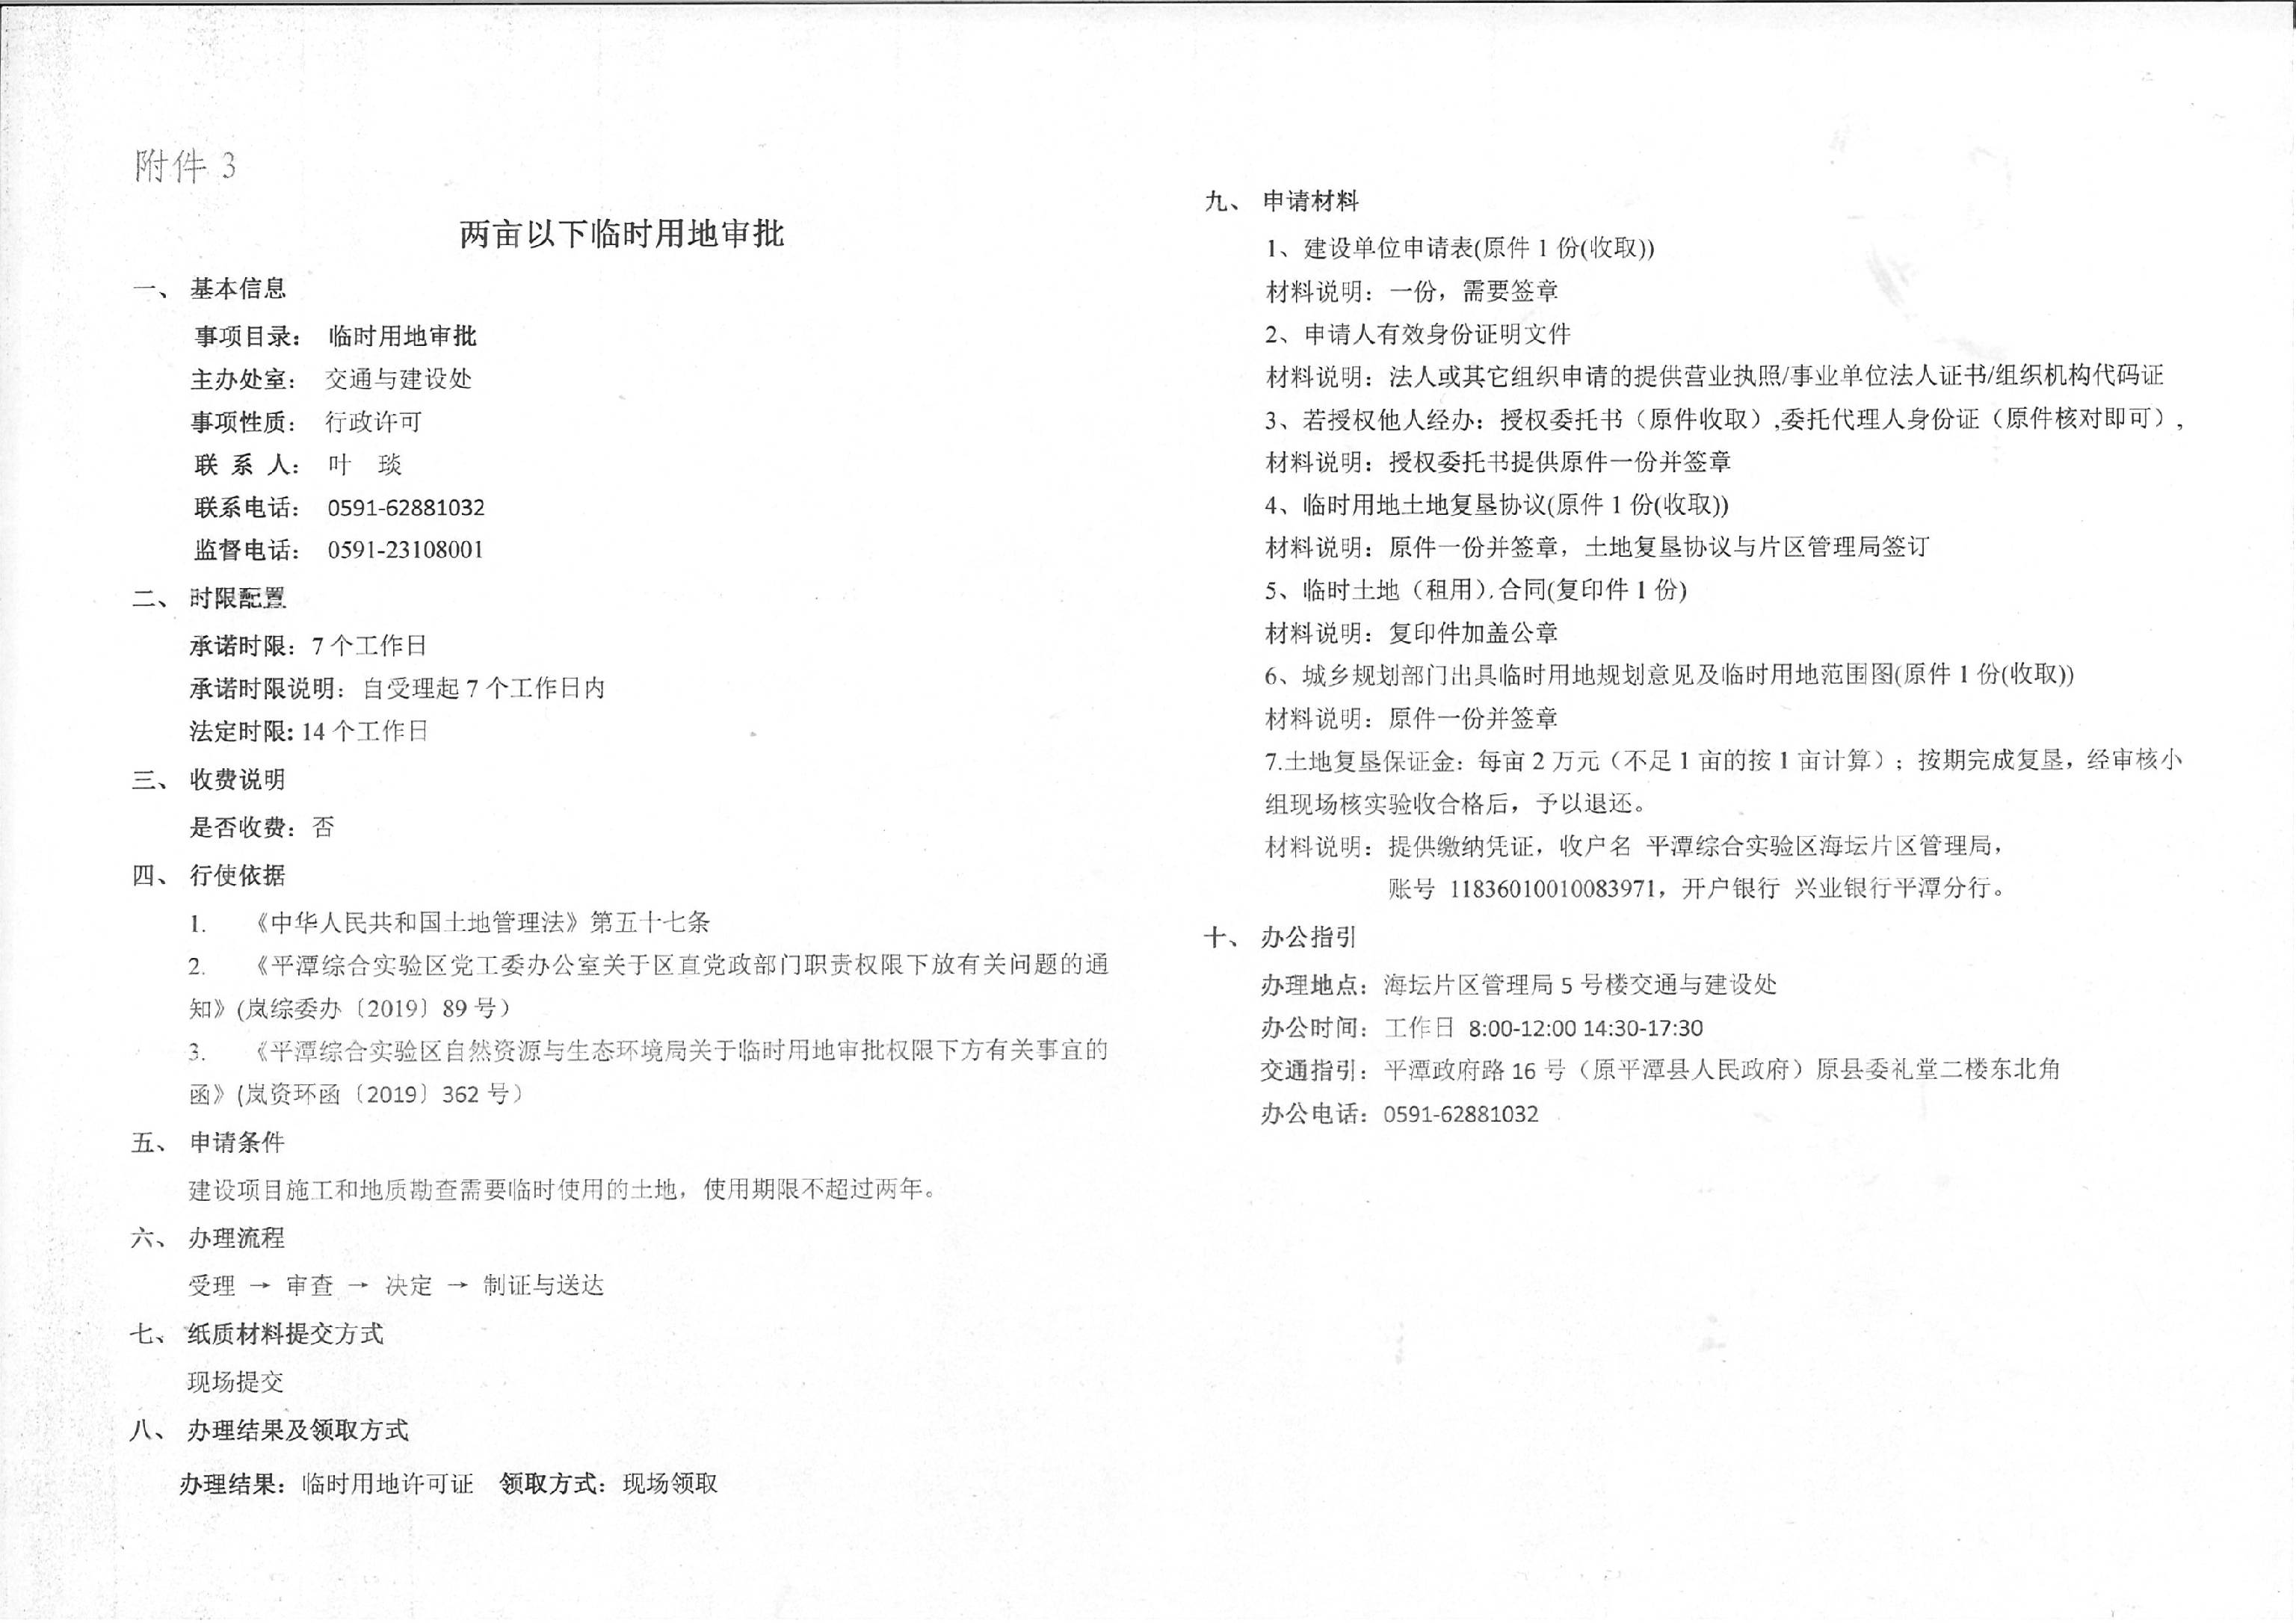 附件 3
两亩以下临时用地审批
一、 基本信息
事项目录： 临时用地审批
主办处室： 交通与建设处
事项性质： 行政许可
联 系 人： 叶 琰
联系电话： 0591-62881032
监督电话： 0591-23108001
二、 时限配置
承诺时限：7 个工作日
承诺时限说明：自受理起 7 个工作日内
法定时限: 14 个工作日
三、 收费说明
是否收费：否
四、 行使依据
1. 《中华人民共和国土地管理法》第五十七条
2. 《平潭综合实验区党工委办公室关于区直党政部门职责权限下放有关问题的通
知》(岚综委办〔2019〕89 号）
3. 《平潭综合实验区自然资源与生态环境局关于临时用地审批权限下方有关事宜的
函》(岚资环函〔2019〕362 号）
五、 申请条件
建设项目施工和地质勘查需要临时使用的土地，使用期限不超过两年。
六、 办理流程
受理 → 审查 → 决定 → 制证与送达
七、 纸质材料提交方式
现场提交
八、 办理结果及领取方式
办理结果：临时用地许可证 领取方式：现场领取
九、 申请材料
1、建设单位申请表(原件 1 份(收取))
材料说明：一份，需要签章
2、申请人有效身份证明文件
材料说明：法人或其它组织申请的提供营业执照/事业单位法人证书/组织机构代码证
3、若授权他人经办：授权委托书（原件收取）,委托代理人身份证（原件核对即可）,
材料说明：授权委托书提供原件一份并签章
4、临时用地土地复垦协议(原件 1 份(收取))
材料说明：原件一份并签章，土地复垦协议与片区管理局签订
5、临时土地（租用）.合同(复印件 1 份)
材料说明：复印件加盖公章
6、城乡规划部门出具临时用地规划意见及临时用地范围图(原件 1 份(收取))
材料说明：原件一份并签章
7.土地复垦保证金：每亩 2 万元（不足 1 亩的按 1 亩计算）；按期完成复垦，经审核小
组现场核实验收合格后，予以退还。
材料说明：提供缴纳凭证，收户名 平潭综合实验区海坛片区管理局，
账号 11836010010083971，开户银行 兴业银行平潭分行。
十、 办公指引
办理地点：海坛片区管理局 5 号楼交通与建设处
办公时间：工作日 8:00-12:00 14:30-17:30
交通指引：平潭政府路 16 号（原平潭县人民政府）原县委礼堂二楼东北角
办公电话：0591-62881032